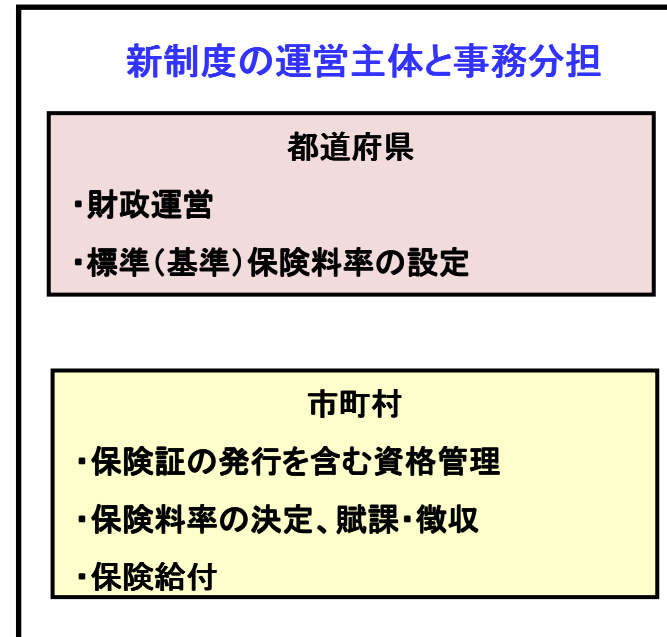 新制度の運営主体と事務分担
都道府県
・財政運営
・標準(基準)保険料率の設定
市町村
・保険証の発行を含む資格管理
・保険料率の決定、賦課・徴収
・保険給付